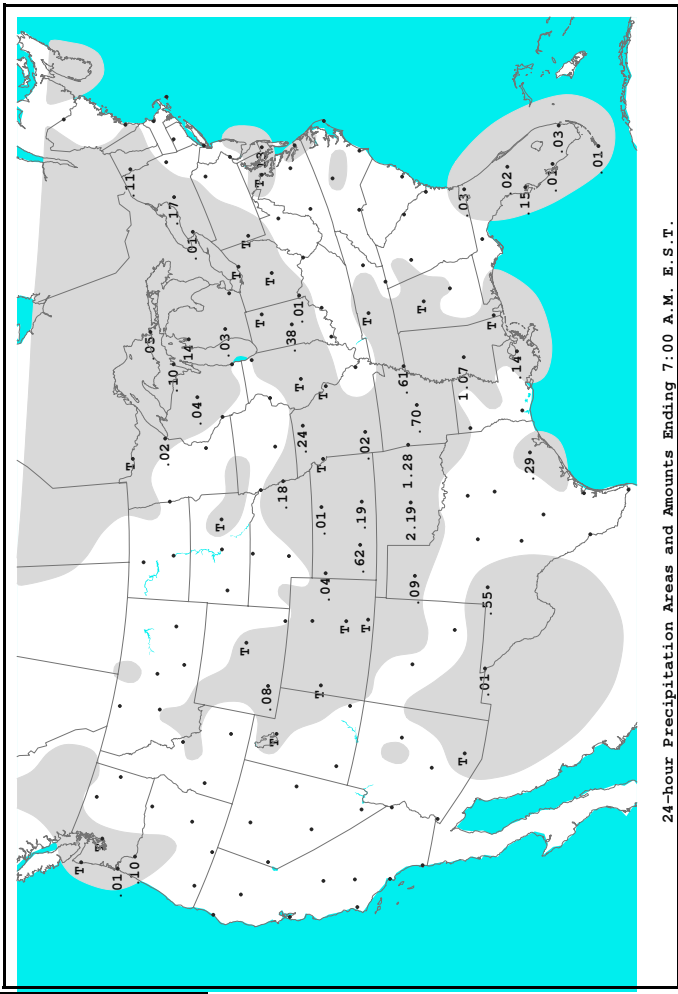 T
T
.01
.10
T
.11
.05
.02
.10
.17
.14
.01
.04
T
.03
T
T
T
T
T
.08
T
T
.18
.38
.01
T
.24
T
.01
T
T
.04
T
.62
.19
T
.02
T
.61
1.28
2.19
.09
.70
T
T
1.07
.03
.01
.55
T
.02
.14
.15
.29
.01
.03
.01
24-hour Precipitation Areas and Amounts Ending 7:00 A.M. E.S.T.